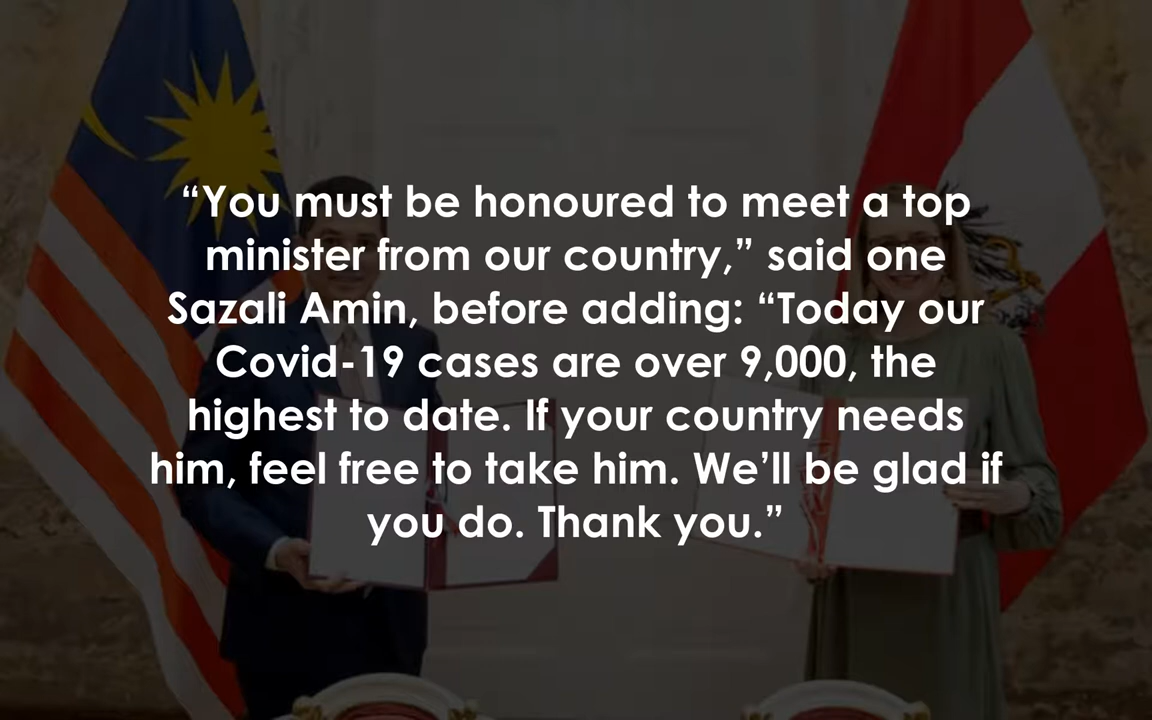 “You must be honoured to meet a top
minister from our country,” said one
Sazali Amin, before adding: “Today our
Covid-19 cases are over 9,000, the
highest to date. If your country needs
him, feel free to take him. We’ll be glad if
you do. Thank you.”